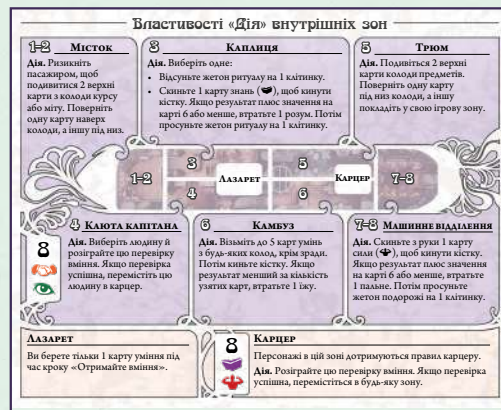 Властивості «Дія» внутрішніх зон
1–2 Місток
Дія. Ризикніть
пасажиром, щоб
подивитися 2 верхні
карти з колоди курсу
або міту. Поверніть
одну карту наверх
колоди, а іншу під низ.
3 Каплиця
Дія. Виберіть одне:
• Відсуньте жетон ритуалу на 1 клітинку.
• Скиньте 1 карту знань ( ), щоб кинути
кістку. Якщо результат плюс значення на
карті 6 або менше, втратьте 1 розум. Потім
просуньте жетон ритуалу на 1 клітинку.
5 Трюм
Дія. Подивіться 2 верхні
карти колоди предметів.
Поверніть одну карту
під низ колоди, а іншу
покладіть у свою ігрову зону.
1–2
3
4
Лазарет
5
6
Карцер
7–8
4 Каюта капітана
8
Дія. Виберіть людину й
розіграйте цю перевірку
вміння. Якщо перевірка
успішна, перемістіть цю
людину в карцер.
6 Камбуз
Дія. Візьміть до 5 карт умінь
з будь-яких колод, крім зради.
Потім киньте кістку. Якщо
результат менший за кількість
узятих карт, втратьте 1 їжу.
7–8 Машинне відділення
Дія. Скиньте з руки 1 карту
сили ( ), щоб кинути кістку.
Якщо результат плюс значення
на карті 6 або менше, втратьте
1 пальне. Потім просуньте
жетон подорожі на 1 клітинку.
Лазарет
Ви берете тільки 1 карту уміння під
час кроку «Отримайте вміння».
8
Карцер
Персонажі в цій зоні дотримуються правил карцеру.
Дія. Розіграйте цю перевірку вміння. Якщо перевірка
успішна, перемістіться в будь-яку зону.